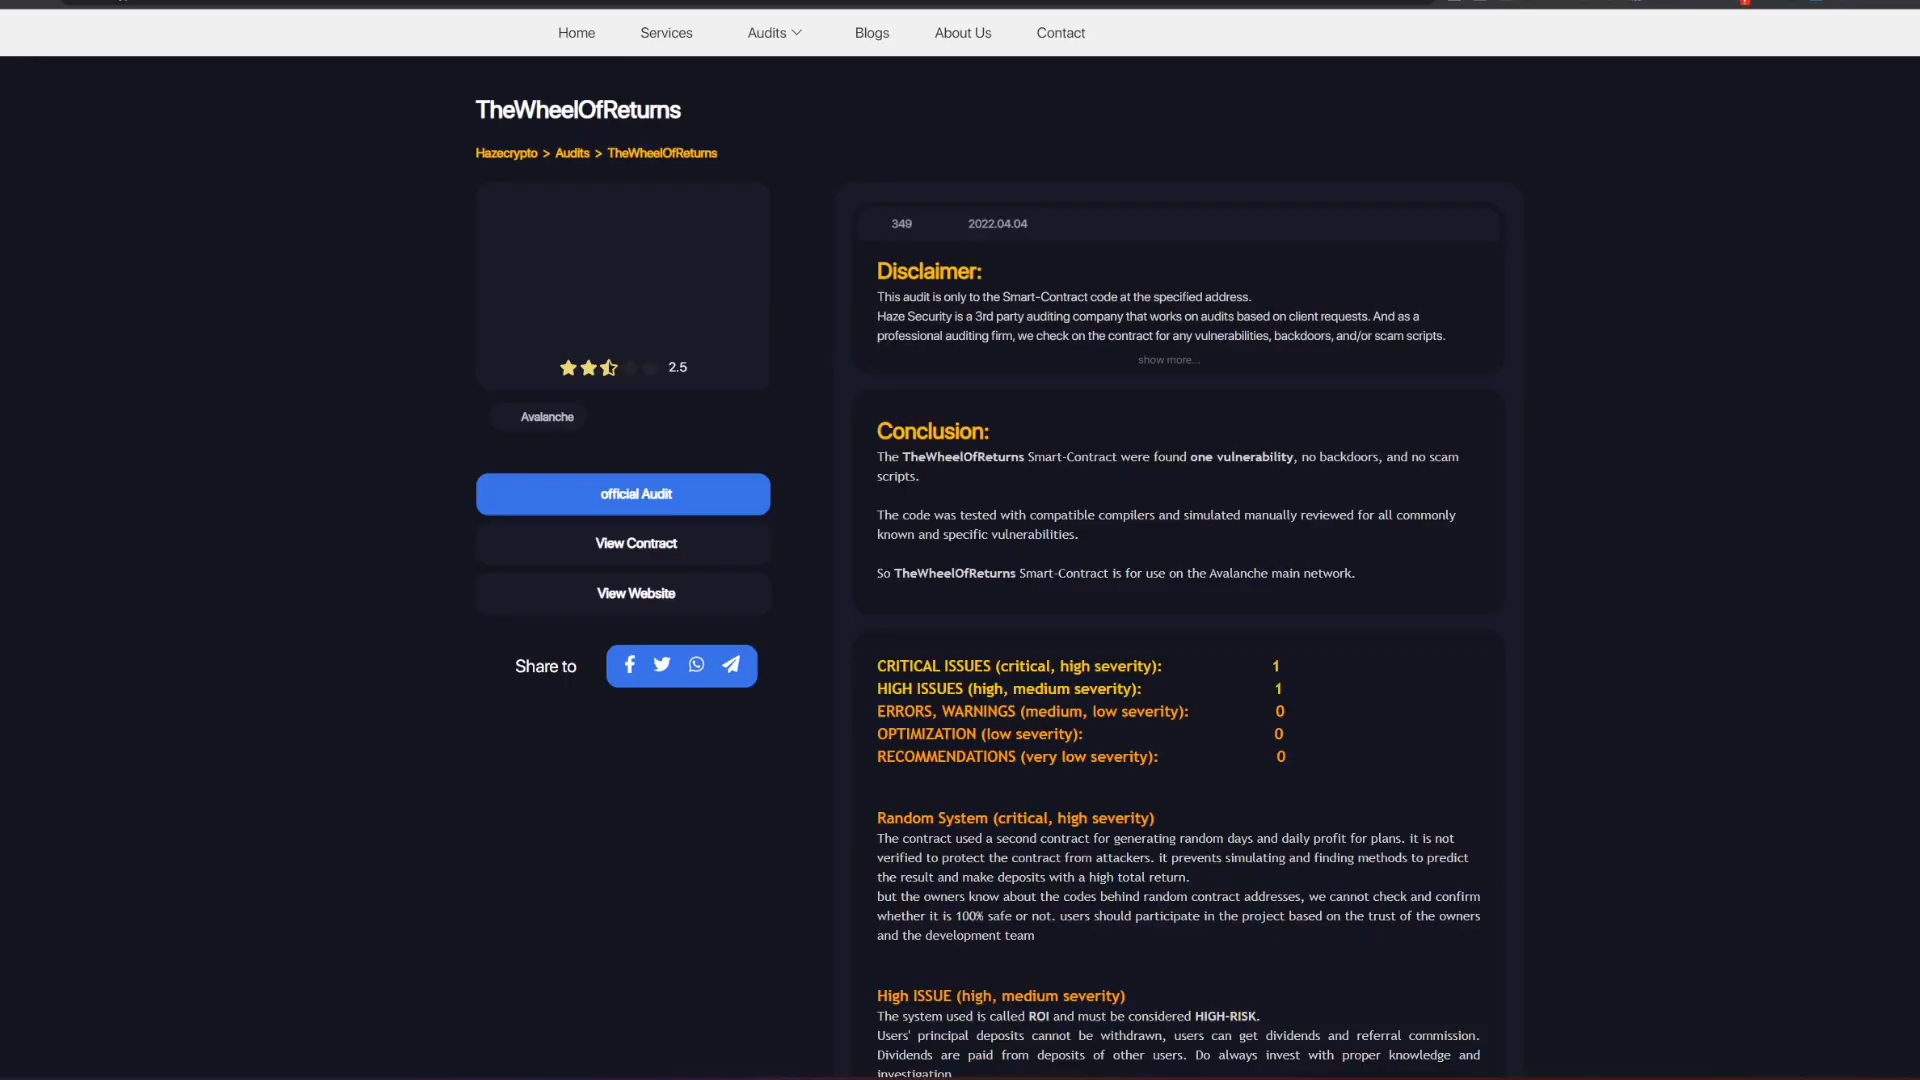 Home Services Audits Blogs About Us Contact
TheWheelOfReturns
Hazecrypto > Audits > TheWheelOfReturns
2.5
Avalanche
official Audit
View Contract
View Website
Share to
349 2022.04.04
Disclaimer:
This audit is only to the Smart-Contract code at the specified address.
Haze Security is a 3rd party auditing company that works on audits based on client requests. And as a
professional auditing firm, we check on the contract for any vulnerabilities, backdoors, and/or scam scripts.
show more...
Conclusion:
The TheWheelOfReturns Smart-Contract were found one vulnerability, no backdoors, and no scam
scripts.
The code was tested with compatible compilers and simulated manually reviewed for all commonly
known and specific vulnerabilities.
So TheWheelOfReturns Smart-Contract is for use on the Avalanche main network.
CRITICAL ISSUES (critical, high severity): 1
HIGH ISSUES (high, medium severity): 1
ERRORS, WARNINGS (medium, low severity): 0
OPTIMIZATION (low severity): 0
RECOMMENDATIONS (very low severity): 0
Random System (critical, high severity)
The contract used a second contract for generating random days and daily profit for plans. it is not
verified to protect the contract from attackers. it prevents simulating and finding methods to predict
the result and make deposits with a high total return.
but the owners know about the codes behind random contract addresses, we cannot check and confirm
whether it is 100% safe or not. users should participate in the project based on the trust of the owners
and the development team
High ISSUE (high, medium severity)
The system used is called ROI and must be considered HIGH-RISK.
Users' principal deposits cannot be withdrawn, users can get dividends and referral commission.
Dividends are paid from deposits of other users. Do always invest with proper knowledge and
investigation